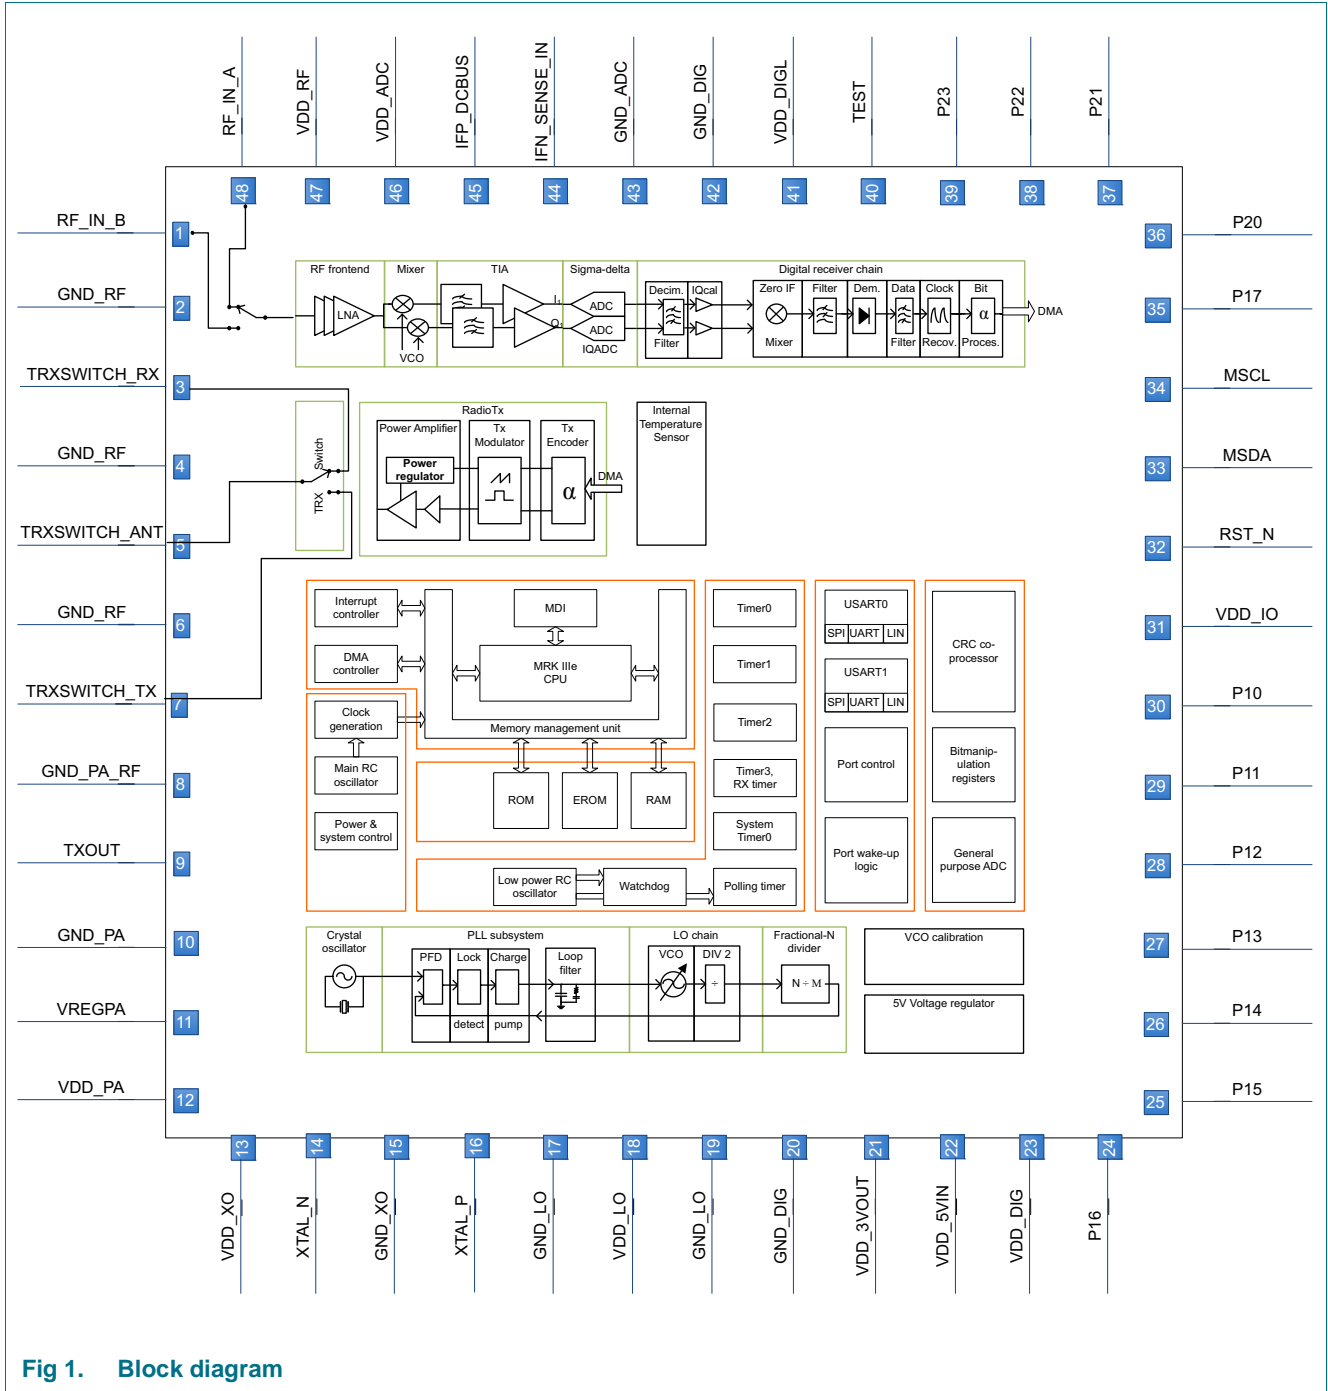 RF_IN_A
VDD_RF
VDD_ADC
IFP_DCBUS
IFN_SENSE_IN
GND_ADC
GND_DIG
VDD_DIGL
TEST
P23
P22
P21
48
47
46
45
44
43
42
41
40
39
38
37
RF_IN_B
1
GND_RF
2
TRXSWITCH_RX
3
GND_RF
4
TRXSWITCH_ANT
5
GND_RF
6
TRXSWITCH_TX
7
GND_PA_RF
8
TXOUT
9
GND_PA
10
VREGPA
11
VDD_PA
12
36
P20
35
P17
34
MSCL
33
MSDA
32
RST_N
31
VDD_IO
30
P10
29
P11
28
P12
27
P13
26
P14
25
P15
RF frontend
Mixer
TIA
Sigma-delta
Digital receiver chain
LNA
VCO
I
Q
ADC
ADC
IQADC
Decim.
Filter
IQcal
Zero IF
Mixer
Filter
Dem.
Data
Filter
Clock
Recov.
Bit
α
Proces.
DMA
Switch
TRX
RadioTx
Power Amplifier
Power
regulator
Tx
Modulator
Tx
Encoder
α
DMA
Internal
Temperature
Sensor
Interrupt
controller
DMA
controller
MDI
MRK IIIe
CPU
Memory management unit
Clock
generation
Main RC
oscillator
Power &
system control
ROM
EROM
RAM
Low power RC
oscillator
Watchdog
Polling timer
Timer0
Timer1
Timer2
Timer3,
RX timer
System
Timer0
USART0
SPI UART LIN
USART1
SPI UART LIN
Port control
Port wake-up
logic
CRC co-
processor
Bitmanip-
ulation
registers
General
purpose ADC
Crystal
oscillator
PLL subsystem
PFD
Lock
detect
Charge
pump
Loop
filter
LO chain
VCO
DIV 2
÷
Fractional-N
divider
N ÷ M
VCO calibration
5V Voltage regulator
13
14
15
16
17
18
19
20
21
22
23
24
VDD_XO
XTAL_N
GND_XO
XTAL_P
GND_LO
VDD_LO
GND_LO
GND_DIG
VDD_3VOUT
VDD_5VIN
VDD_DIG
P16
Fig 1. Block diagram